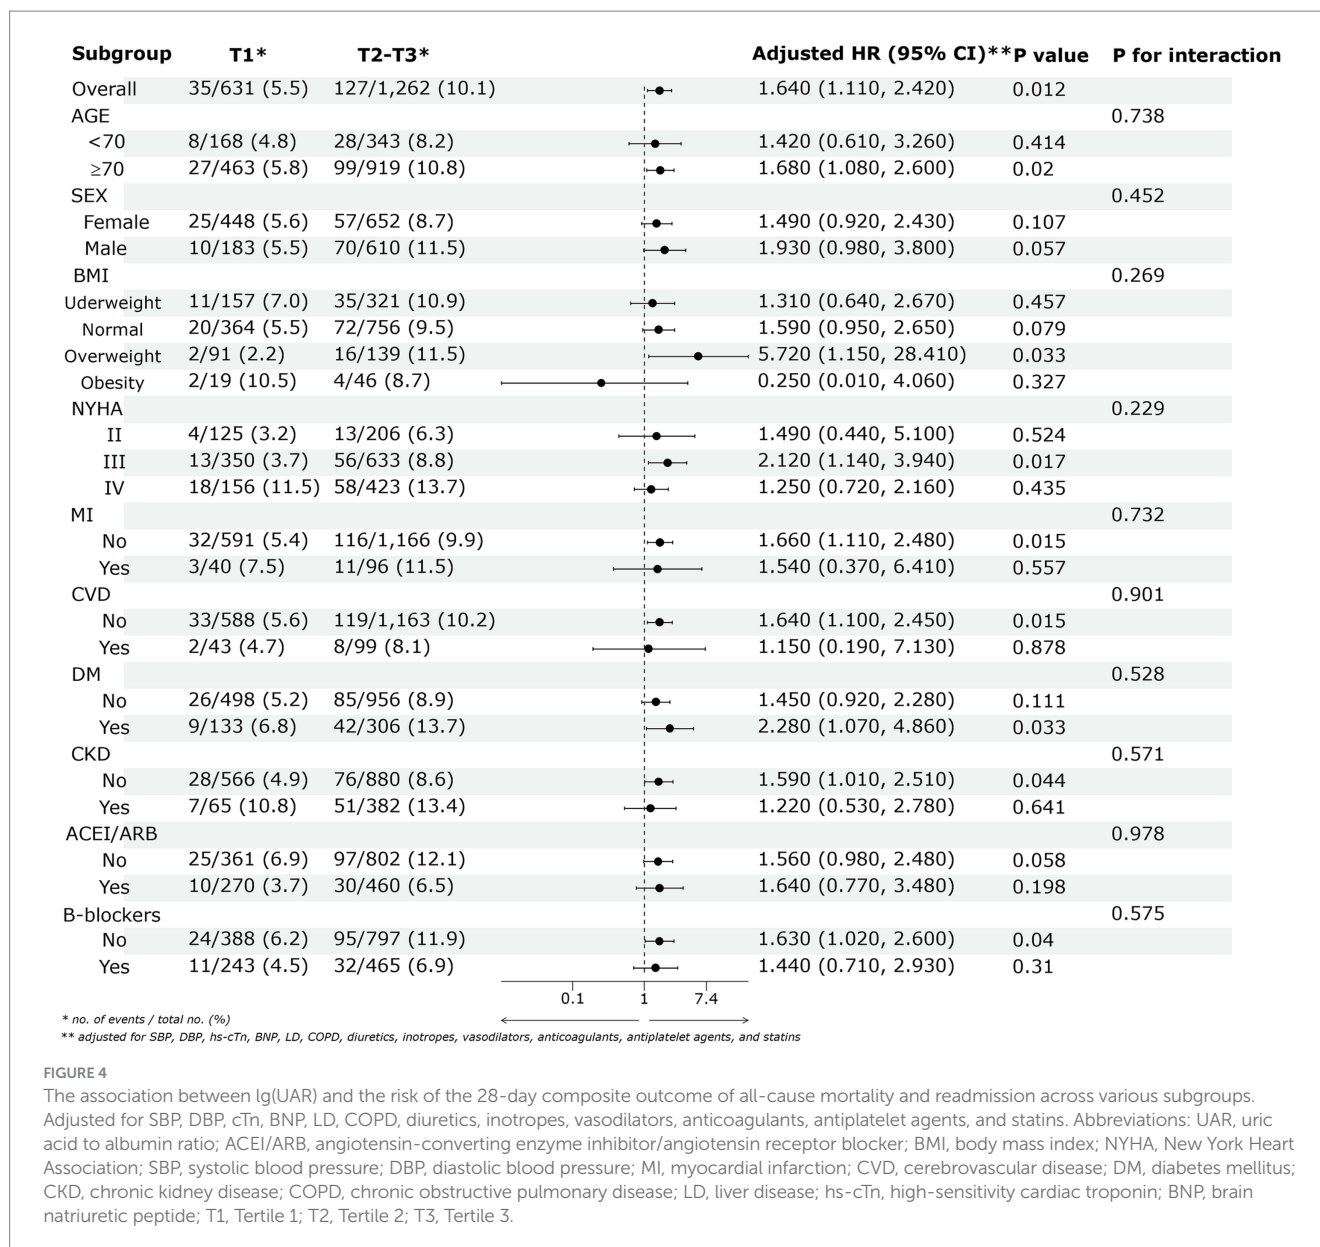 Subgroup T1* T2-T3* Adjusted HR (95% CI)** P value P for interaction
Overall 35/631 (5.5) 127/1,262 (10.1) 1.640 (1.110, 2.420) 0.012
AGE 0.738
<70 8/168 (4.8) 28/343 (8.2) 1.420 (0.610, 3.260) 0.414
≥70 27/463 (5.8) 99/919 (10.8) 1.680 (1.080, 2.600) 0.02
SEX 0.452
Female 25/448 (5.6) 57/652 (8.7) 1.490 (0.920, 2.430) 0.107
Male 10/183 (5.5) 70/610 (11.5) 1.930 (0.980, 3.800) 0.057
BMI 0.269
Uderweight 11/157 (7.0) 35/321 (10.9) 1.310 (0.640, 2.670) 0.457
Normal 20/364 (5.5) 72/756 (9.5) 1.590 (0.950, 2.650) 0.079
Overweight 2/91 (2.2) 16/139 (11.5) 5.720 (1.150, 28.410) 0.033
Obesity 2/19 (10.5) 4/46 (8.7) 0.250 (0.010, 4.060) 0.327
NYHA 0.229
II 4/125 (3.2) 13/206 (6.3) 1.490 (0.440, 5.100) 0.524
III 13/350 (3.7) 56/633 (8.8) 2.120 (1.140, 3.940) 0.017
IV 18/156 (11.5) 58/423 (13.7) 1.250 (0.720, 2.160) 0.435
MI 0.732
No 32/591 (5.4) 116/1,166 (9.9) 1.660 (1.110, 2.480) 0.015
Yes 3/40 (7.5) 11/96 (11.5) 1.540 (0.370, 6.410) 0.557
CVD 0.901
No 33/588 (5.6) 119/1,163 (10.2) 1.640 (1.100, 2.450) 0.015
Yes 2/43 (4.7) 8/99 (8.1) 1.150 (0.190, 7.130) 0.878
DM 0.528
No 26/498 (5.2) 85/956 (8.9) 1.450 (0.920, 2.280) 0.111
Yes 9/133 (6.8) 42/306 (13.7) 2.280 (1.070, 4.860) 0.033
CKD 0.571
No 28/566 (4.9) 76/880 (8.6) 1.590 (1.010, 2.510) 0.044
Yes 7/65 (10.8) 51/382 (13.4) 1.220 (0.530, 2.780) 0.641
ACEI/ARB 0.978
No 25/361 (6.9) 97/802 (12.1) 1.560 (0.980, 2.480) 0.058
Yes 10/270 (3.7) 30/460 (6.5) 1.640 (0.770, 3.480) 0.198
B-blockers 0.575
No 24/388 (6.2) 95/797 (11.9) 1.630 (1.020, 2.600) 0.04
Yes 11/243 (4.5) 32/465 (6.9) 1.440 (0.710, 2.930) 0.31
0.1 1 7.4
* no. of events / total no. (%)
** adjusted for SBP, DBP, hs-cTn, BNP, LD, COPD, diuretics, inotropes, vasodilators, anticoagulants, antiplatelet agents, and statins
FIGURE 4
The association between lg(UAR) and the risk of the 28-day composite outcome of all-cause mortality and readmission across various subgroups.
Adjusted for SBP, DBP, cTn, BNP, LD, COPD, diuretics, inotropes, vasodilators, anticoagulants, antiplatelet agents, and statins. Abbreviations: UAR, uric
acid to albumin ratio; ACEI/ARB, angiotensin-converting enzyme inhibitor/angiotensin receptor blocker; BMI, body mass index; NYHA, New York Heart
Association; SBP, systolic blood pressure; DBP, diastolic blood pressure; MI, myocardial infarction; CVD, cerebrovascular disease; DM, diabetes mellitus;
CKD, chronic kidney disease; COPD, chronic obstructive pulmonary disease; LD, liver disease; hs-cTn, high-sensitivity cardiac troponin; BNP, brain
natriuretic peptide; T1, Tertile 1; T2, Tertile 2; T3, Tertile 3.